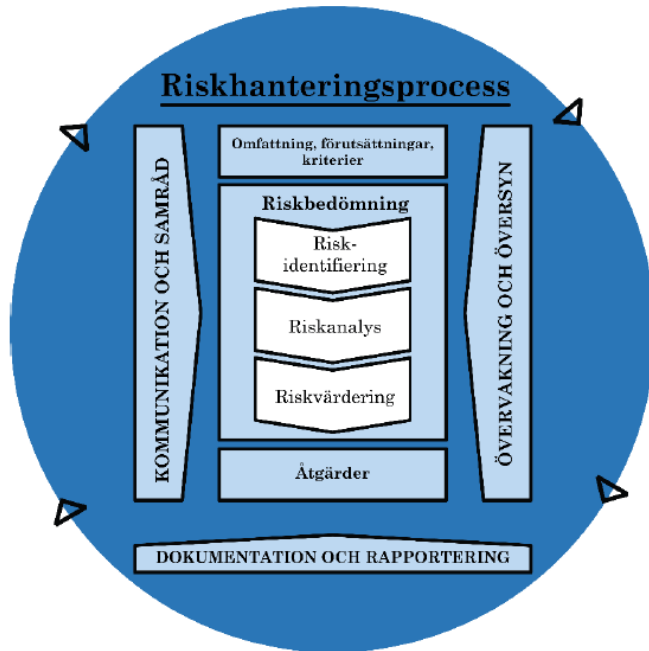 Riskhanteringsprocess
KOMMUNIKATION OCH SAMRÅD
Omfattning, förutsättningar,
kriterier
Riskbedömning
Risk-
identifiering
Riskanalys
Riskvärdering
Åtgärder
ÖVERVAKNING OCH ÖVERSYN
DOKUMENTATION OCH RAPPORTERING